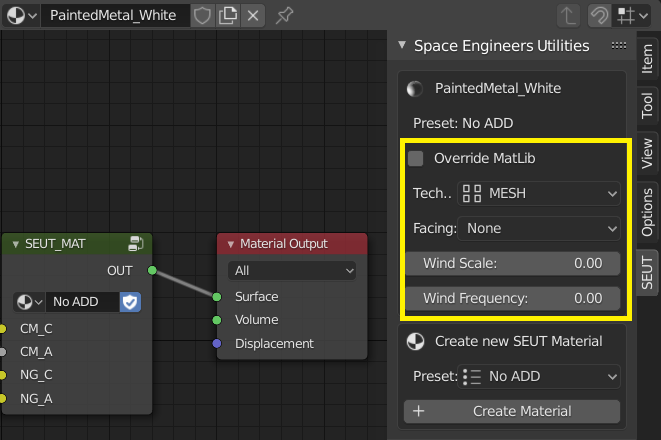 PaintedMetal_White
Space Engineers Utilities
PaintedMetal_White
Preset: No ADD
Override MatLib
Tech.. MESH
Facing: None
Wind Scale: 0.00
Wind Frequency: 0.00
Create new SEUT Material
Preset: No ADD
Create Material
Item
Tool
View
Options
SEUT
SEUT_MAT
OUT
No ADD
CM_C
CM_A
NG_C
NG_A
Material Output
All
Surface
Volume
Displacement